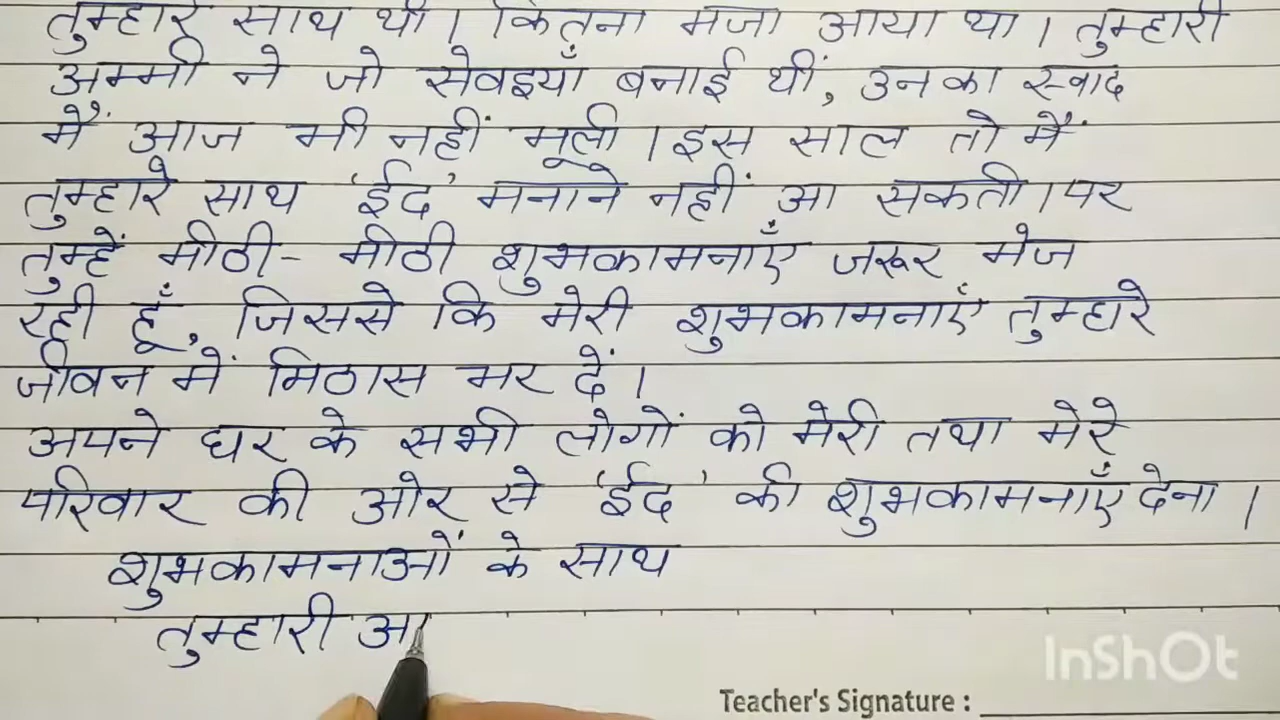 तुम्हारे साथ थी। कितना मजा आया था। तुम्हारी
अम्मी ने जो सेवइयाँ बनाई थीं, उनका स्वाद
मैं आज भी नहीं भूली। इस साल तो मैं
तुम्हारे साथ 'ईद' मनाने नहीं आ सकती। पर
तुम्हें मीठी-मीठी शुभकामनाएँ जरूर भेज
रही हूँ, जिससे कि मेरी शुभकामनाएँ तुम्हारे
जीवन में मिठास भर दें।
अपने घर के सभी लोगों को मेरी तथा मेरे
परिवार की ओर से 'ईद' की शुभकामनाएँ देना।
शुभकामनाओं के साथ
तुम्हारी अ
Teacher's Signature :
InShOt